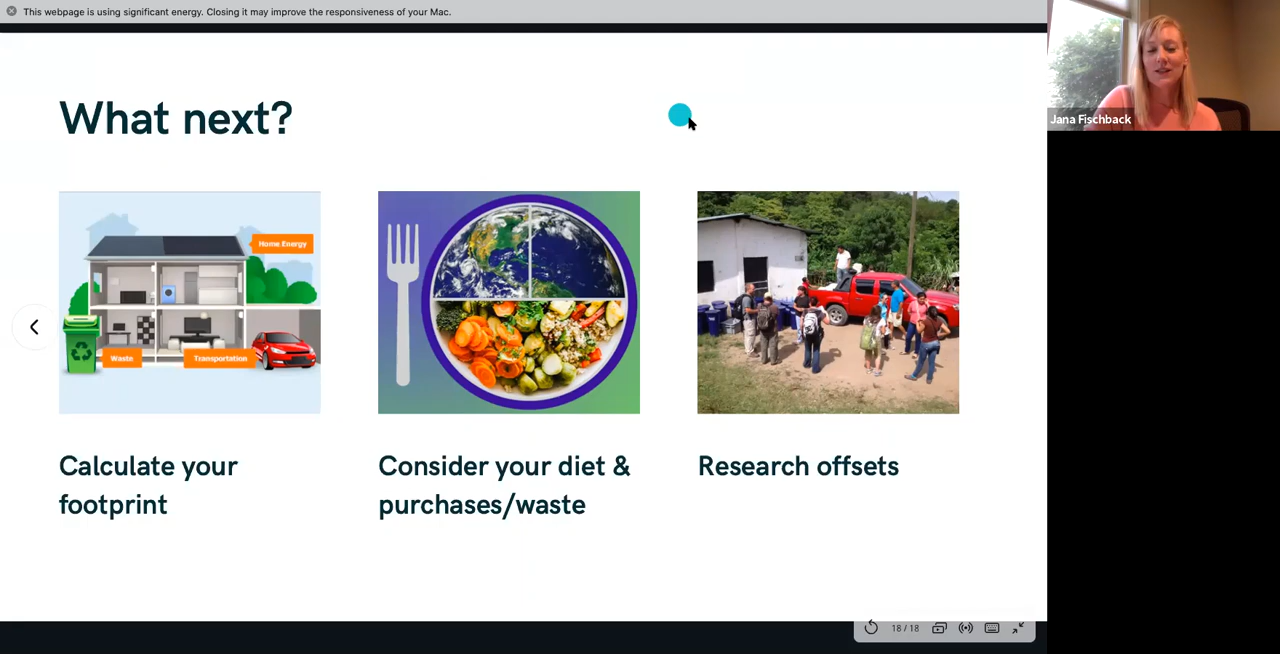 This webpage is using significant energy. Closing it may improve the responsiveness of your Mac.
What next?
Home Energy
Waste
Transportation
Calculate your
footprint
Consider your diet &
purchases/waste
Research offsets
Jana Fischback
18 / 18